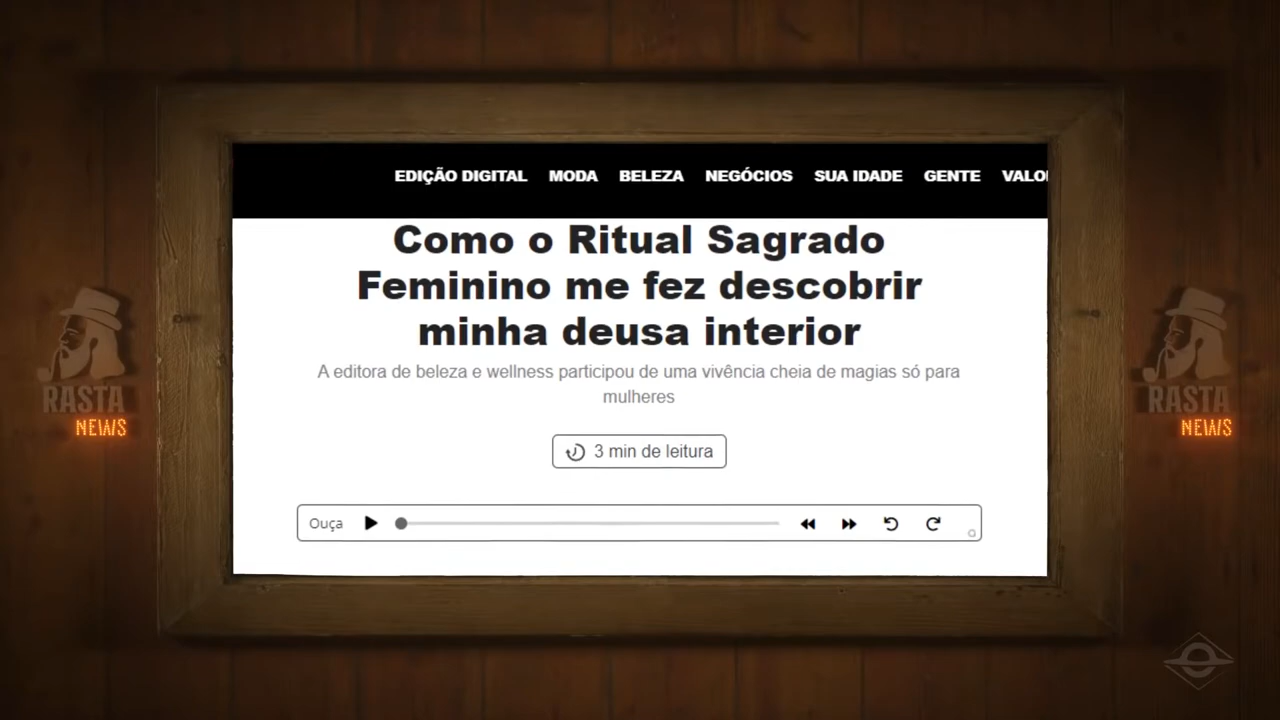 EDIÇÃO DIGITAL MODA BELEZA NEGÓCIOS SUA IDADE GENTE
Como o Ritual Sagrado
Feminino me fez descobrir
minha deusa interior
A editora de beleza e wellness participou de uma vivência cheia de magias só para
mulheres
3 min de leitura
Ouça
RASTA
NEWS
RASTA
NEWS